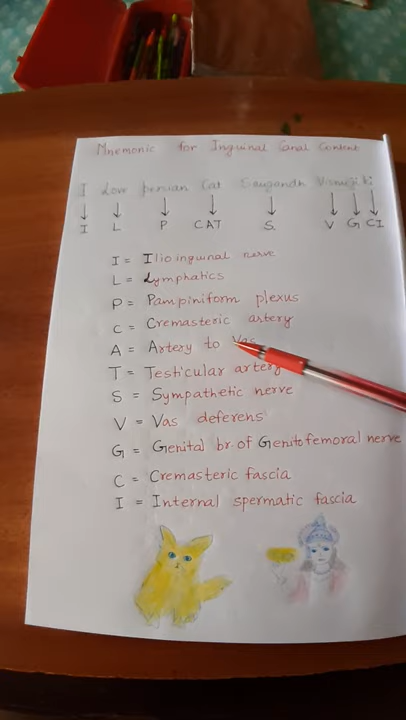 Mnemonic for Inguinal Canal Content
I Love persian Cat Saugandh
I L P CAT S V G CI
I = Ilioinguinal nerve
L = Lymphatics
P = Pampiniform plexus
C = Cremasteric artery
A = Artery to Vas
T = Testicular artery
S = Sympathetic nerve
V = Vas deferens
G = Genital br. of Genitofemoral nerve
C = Cremasteric fascia
I = Internal spermatic fascia